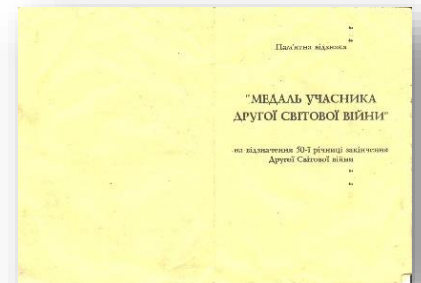 Пам'ятна відзнака
"МЕДАЛЬ УЧАСНИКА
ДРУГОЇ СВІТОВОЇ ВІЙНИ"
на відзначення 50-ї річниці закінчення
Другої Світової війни